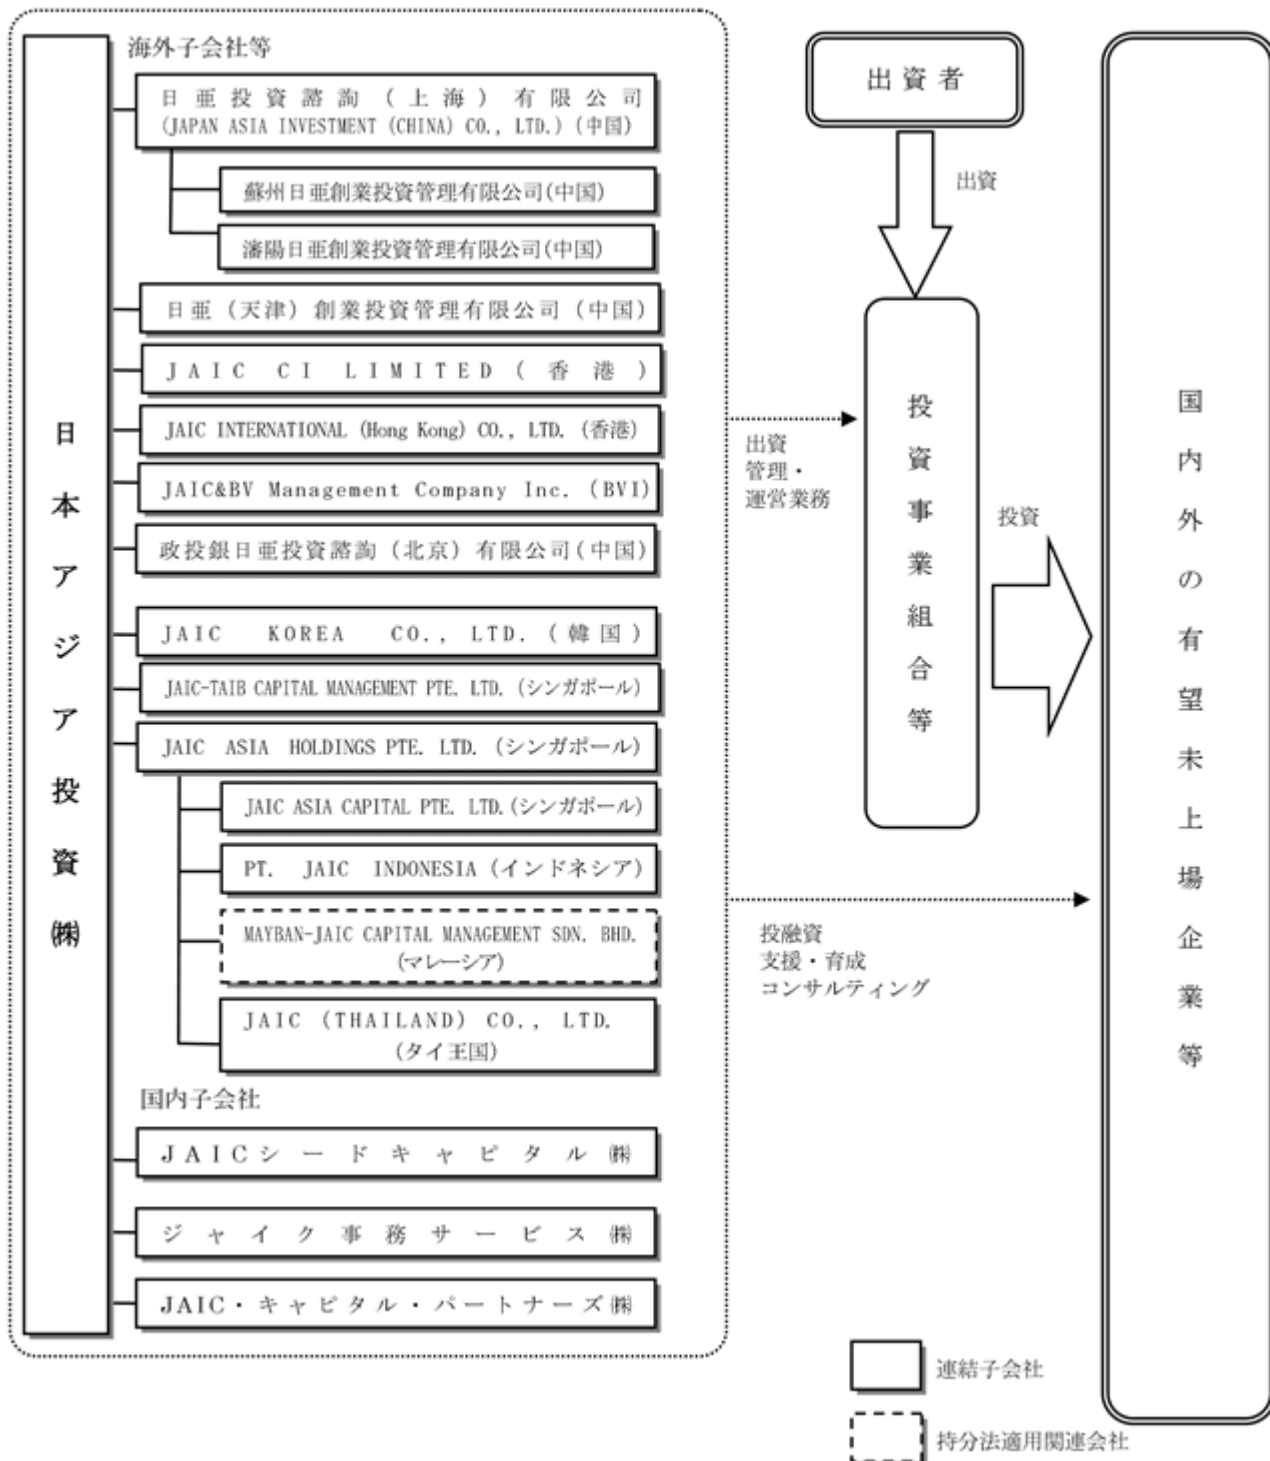 海外子会社等
日亜投資諮詢(上海)有限公司
(JAPAN ASIA INVESTMENT (CHINA) CO., LTD.)(中国)
蘇州日亜創業投資管理有限公司(中国)
瀋陽日亜創業投資管理有限公司(中国)
日亜(天津)創業投資管理有限公司(中国)
JAIC CI LIMITED(香港)
JAIC INTERNATIONAL (Hong Kong) CO., LTD. (香港)
JAIC&BV Management Company Inc. (BVI)
政投銀日亜投資諮詢(北京)有限公司(中国)
JAIC KOREA CO., LTD.(韓国)
JAIC-TAIB CAPITAL MANAGEMENT PTE. LTD. (シンガポール)
JAIC ASIA HOLDINGS PTE. LTD. (シンガポール)
JAIC ASIA CAPITAL PTE. LTD.(シンガポール)
PT. JAIC INDONESIA(インドネシア)
MAYBAN-JAIC CAPITAL MANAGEMENT SDN. BHD.
(マレーシア)
JAIC (THAILAND) CO., LTD.
(タイ王国)
国内子会社
JAICシードキャピタル㈱
ジャイク事務サービス㈱
JAIC・キャピタル・パートナーズ㈱
日本アジア投資㈱
出資者
出資
投資事業組合等
出資
管理・
運営業務
投資
投融資
支援・育成
コンサルティング
国内外の有望未上場企業等
連結子会社
持分法適用関連会社